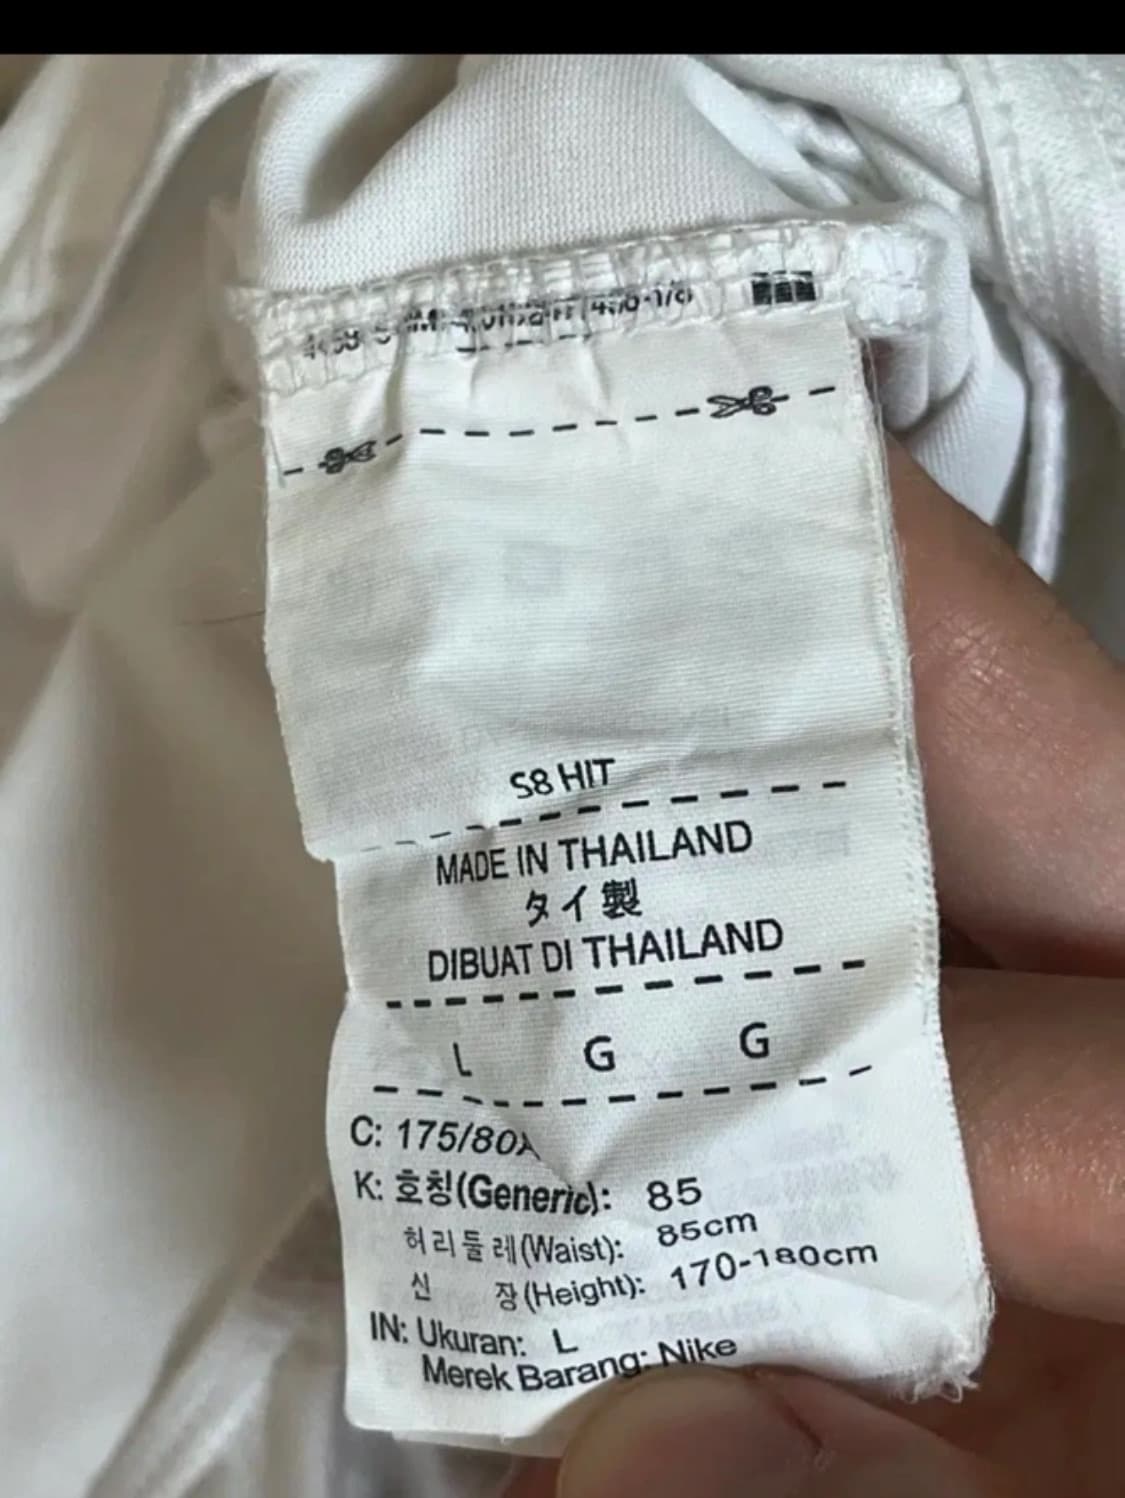 S8 HIT
MADE IN THAILAND
タイ製
DIBUAT DI THAILAND
L G G
C: 175/80A
K: 호칭(Generic): 85
허리둘레(Waist): 85cm
신 장(Height): 170-180cm
IN: Ukuran: L
Merek Barang: Nike